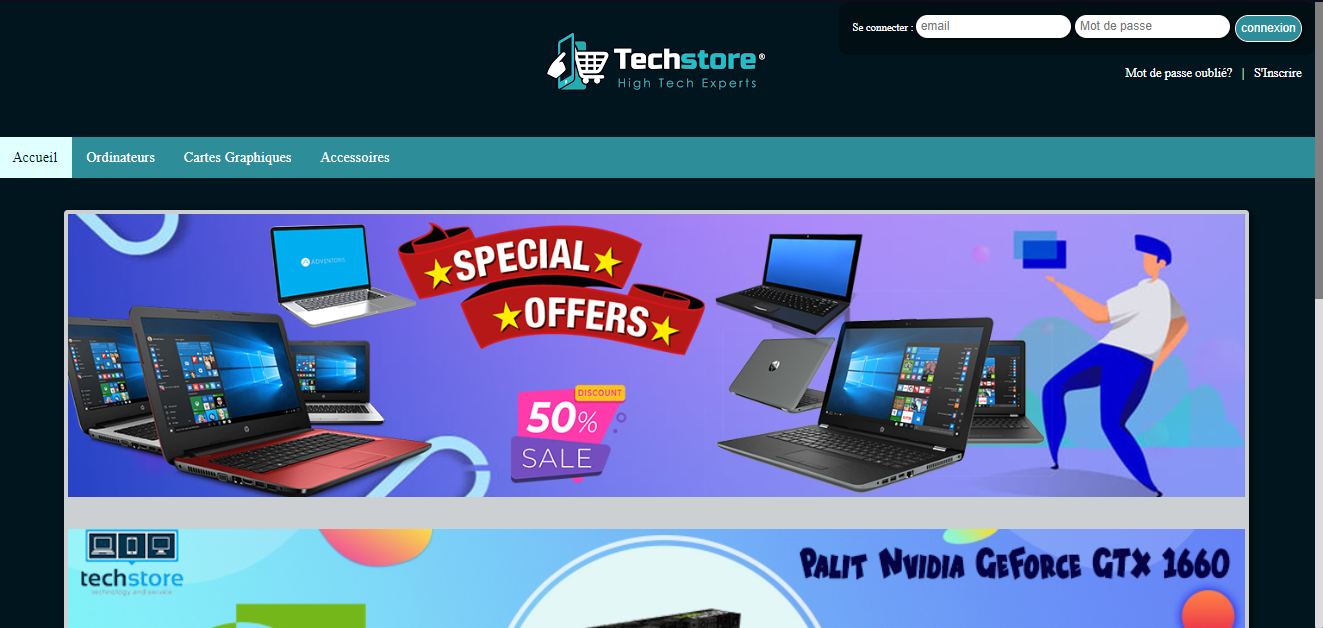 Se connecter : email Mot de passe connexion
Techstore®
High Tech Experts
Mot de passe oublié? | S'Inscrire
Accueil Ordinateurs Cartes Graphiques Accessoires
SPECIAL
OFFERS
DISCOUNT
50%
SALE
techstore
technology and service
PALIT NVIDIA GEFORCE GTX 1660